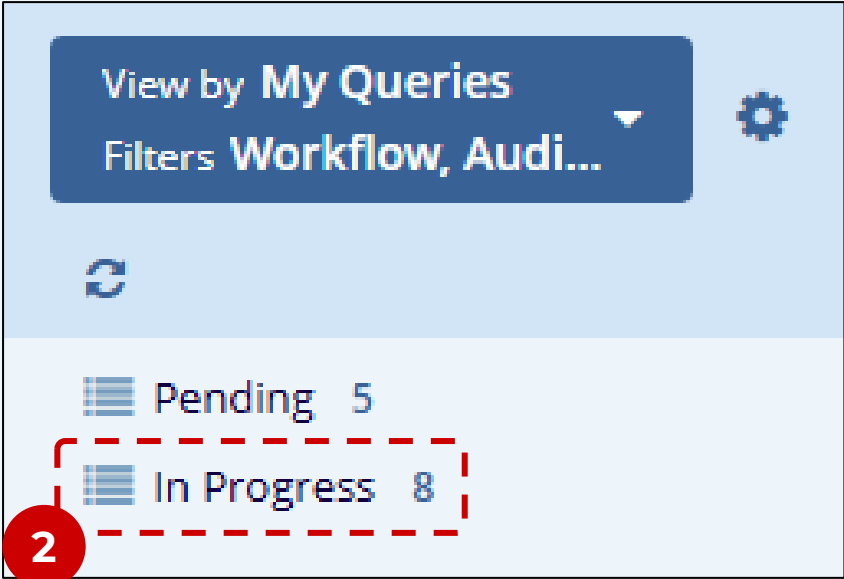 View by My Queries
Filters Workflow, Audi...
Pending 5
In Progress 8
2